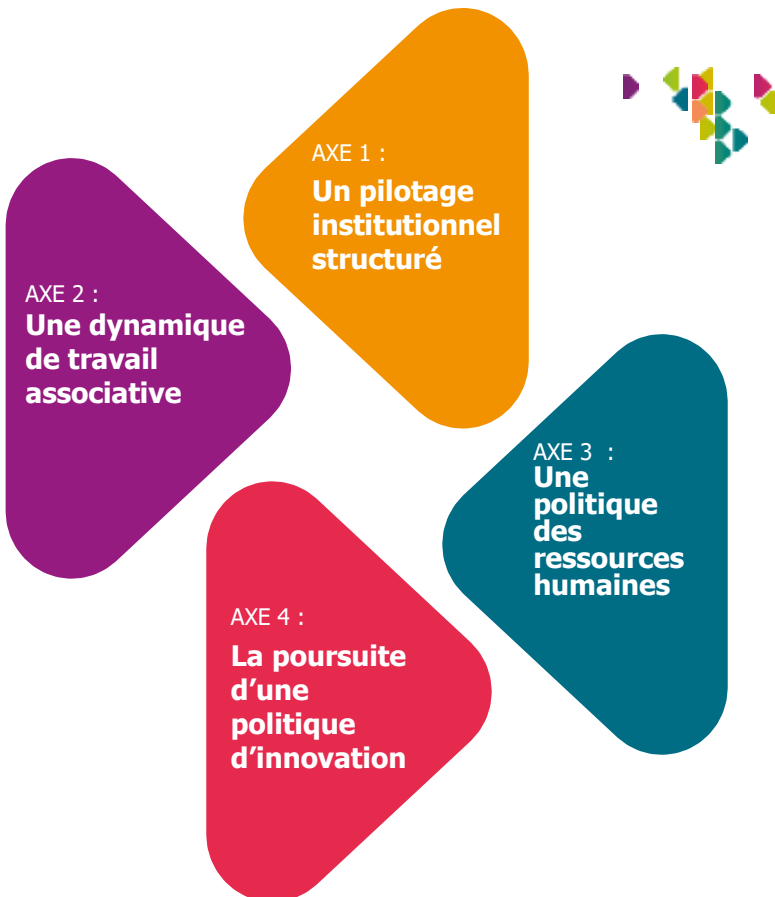 AXE 1 :
Un pilotage
institutionnel
structuré
AXE 2 :
Une dynamique
de travail
associative
AXE 3  :
Une
politique
des
ressources
humaines
AXE 4 :
La poursuite
d’une
politique
d’innovation